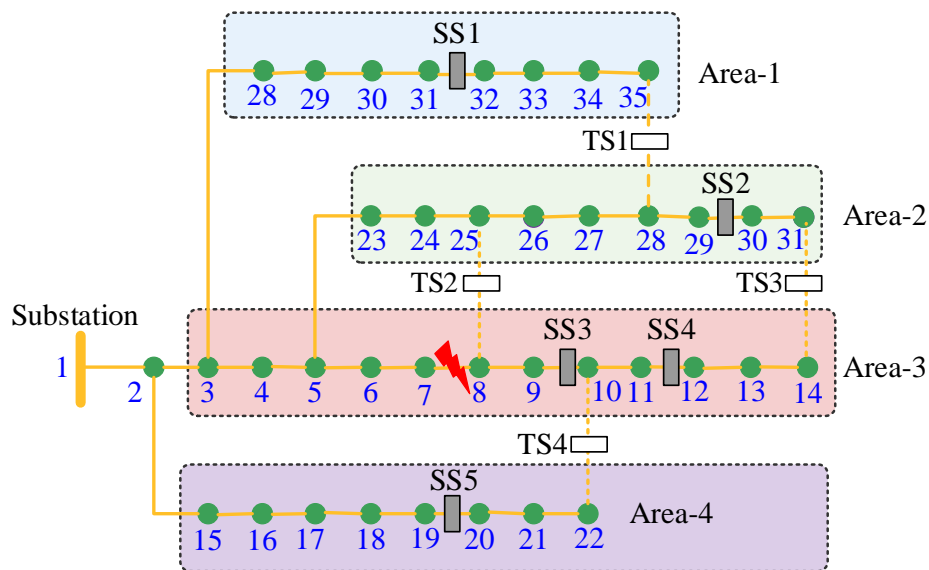 SS1
Area-1
28 29 30 31 32 33 34 35
TS1
SS2
Area-2
23 24 25 26 27 28 29 30 31
TS2 TS3
Substation
SS3 SS4
1 2 3 4 5 6 7 8 9 10 11 12 13 14
Area-3
TS4
SS5
Area-4
15 16 17 18 19 20 21 22